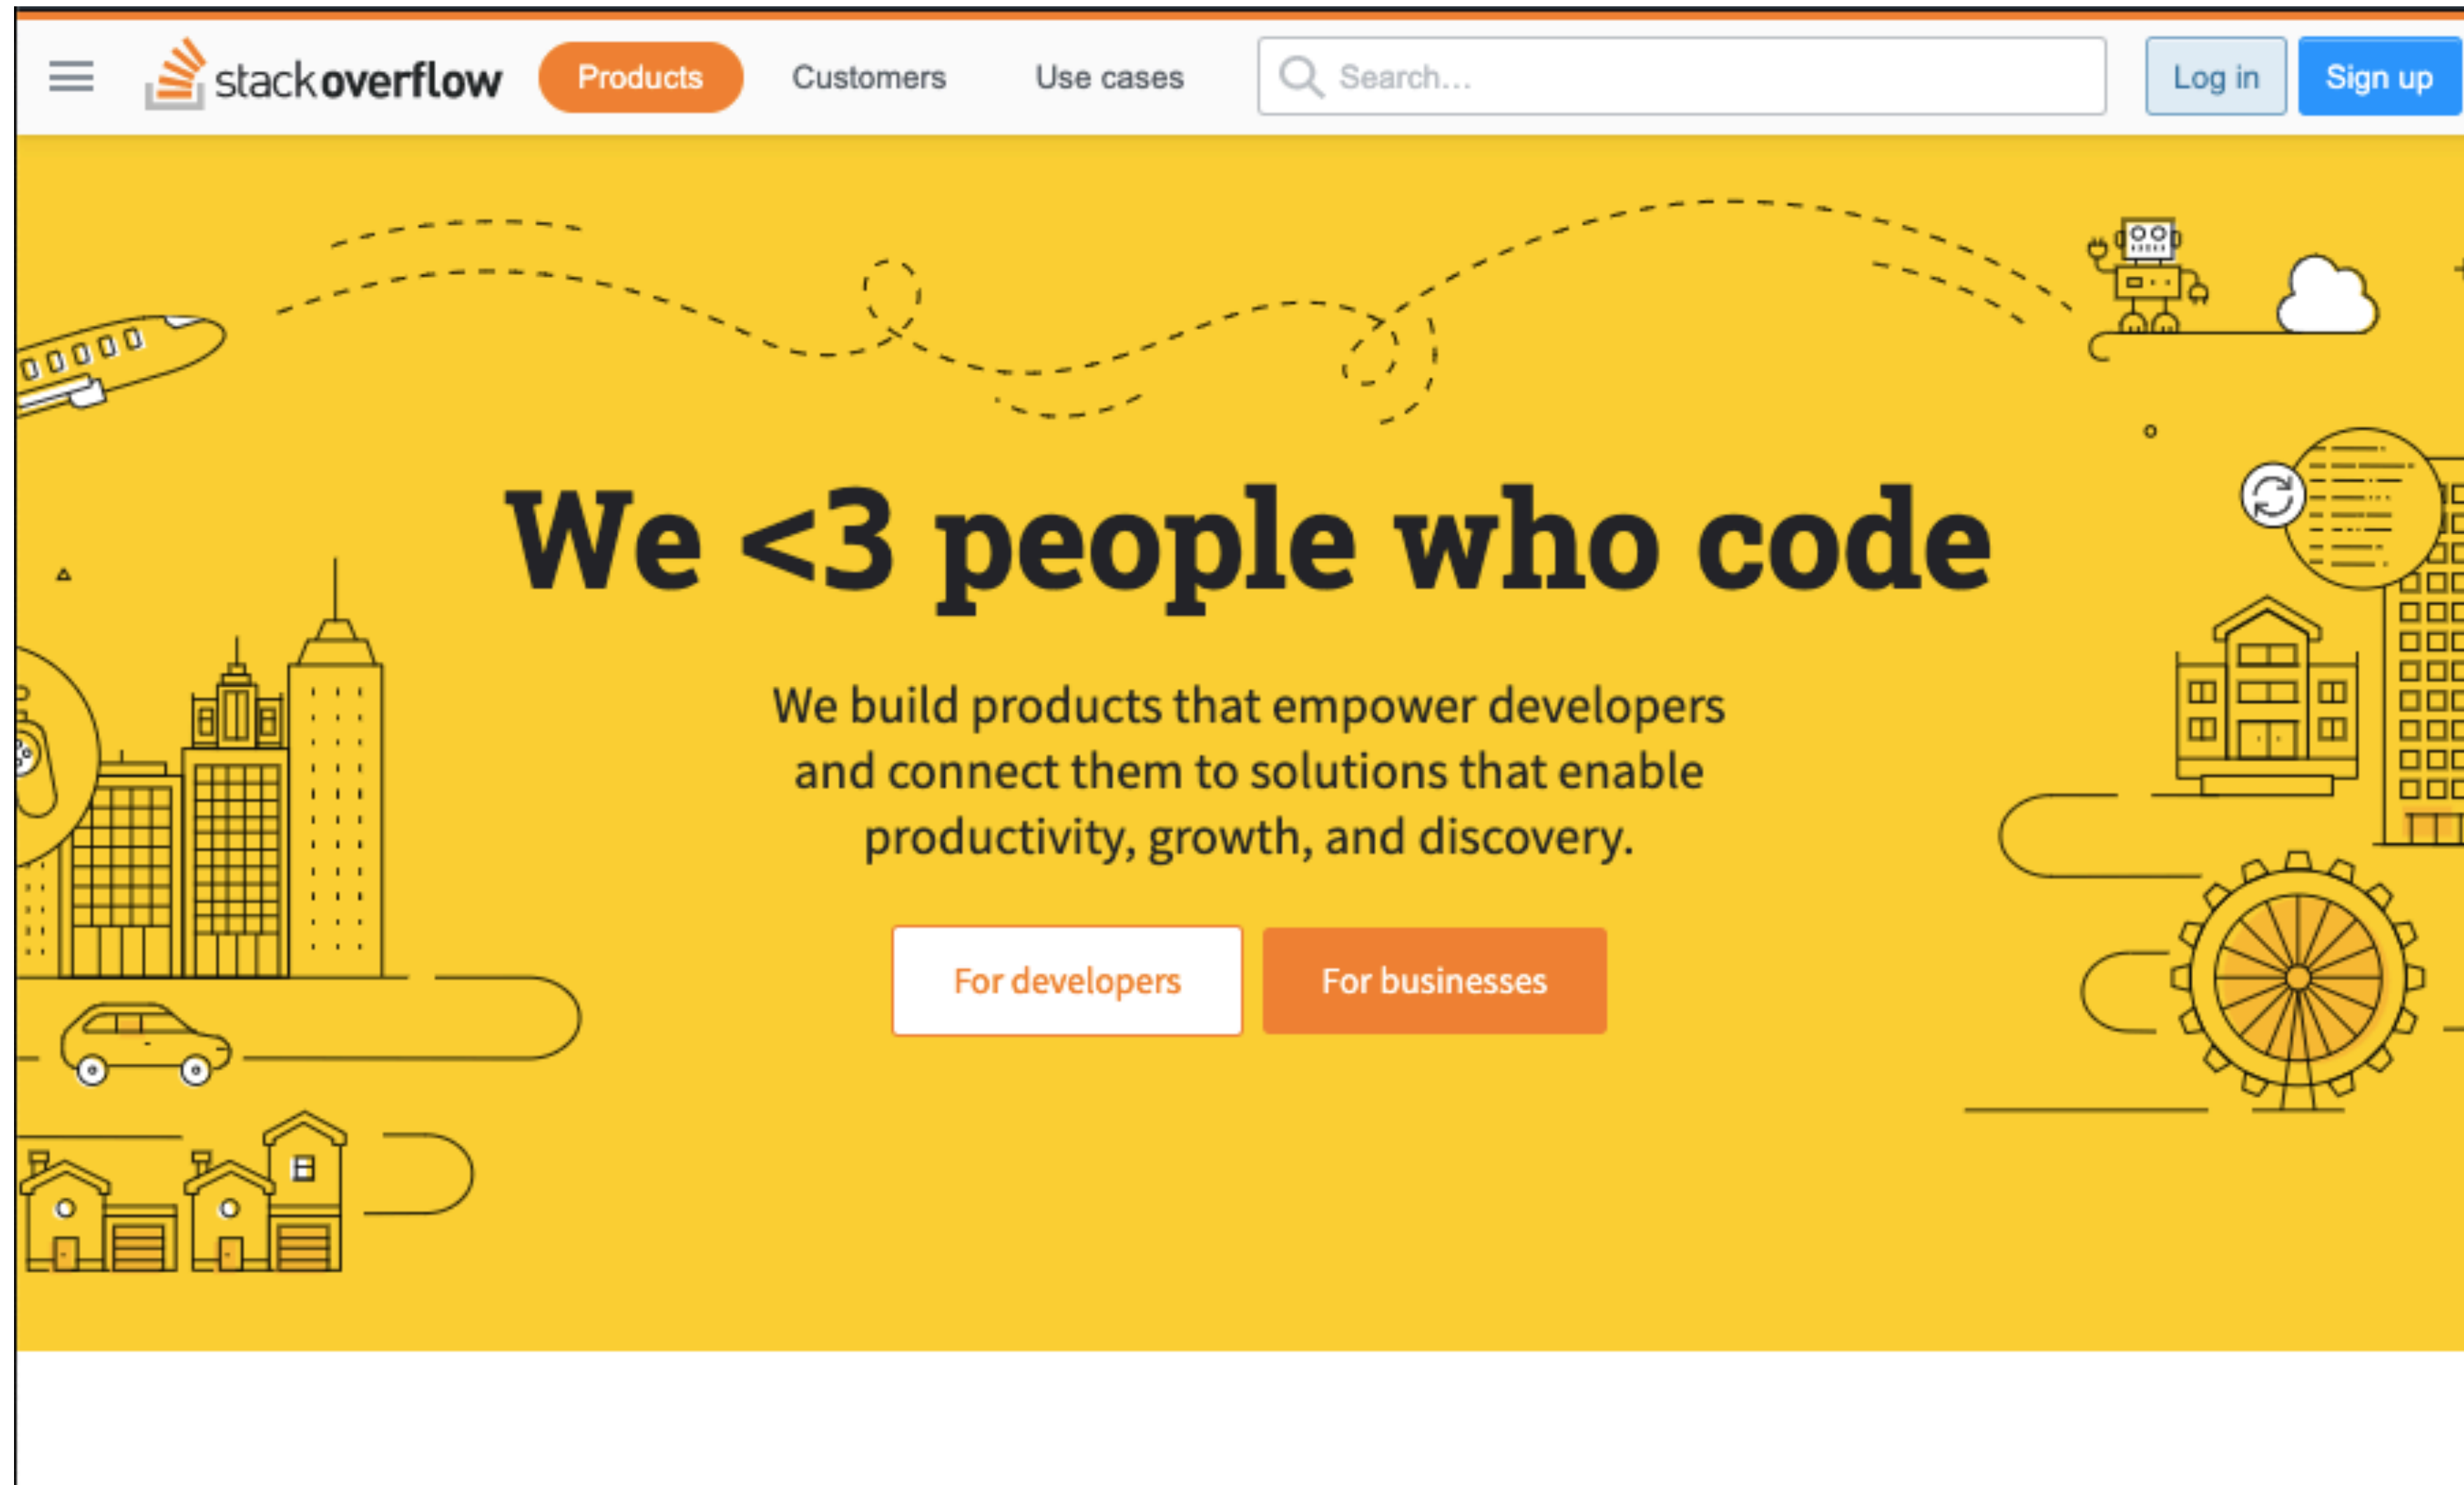 stackoverflow Products Customers Use cases Search... Log in Sign up
We <3 people who code
We build products that empower developers
and connect them to solutions that enable
productivity, growth, and discovery.
For developers For businesses